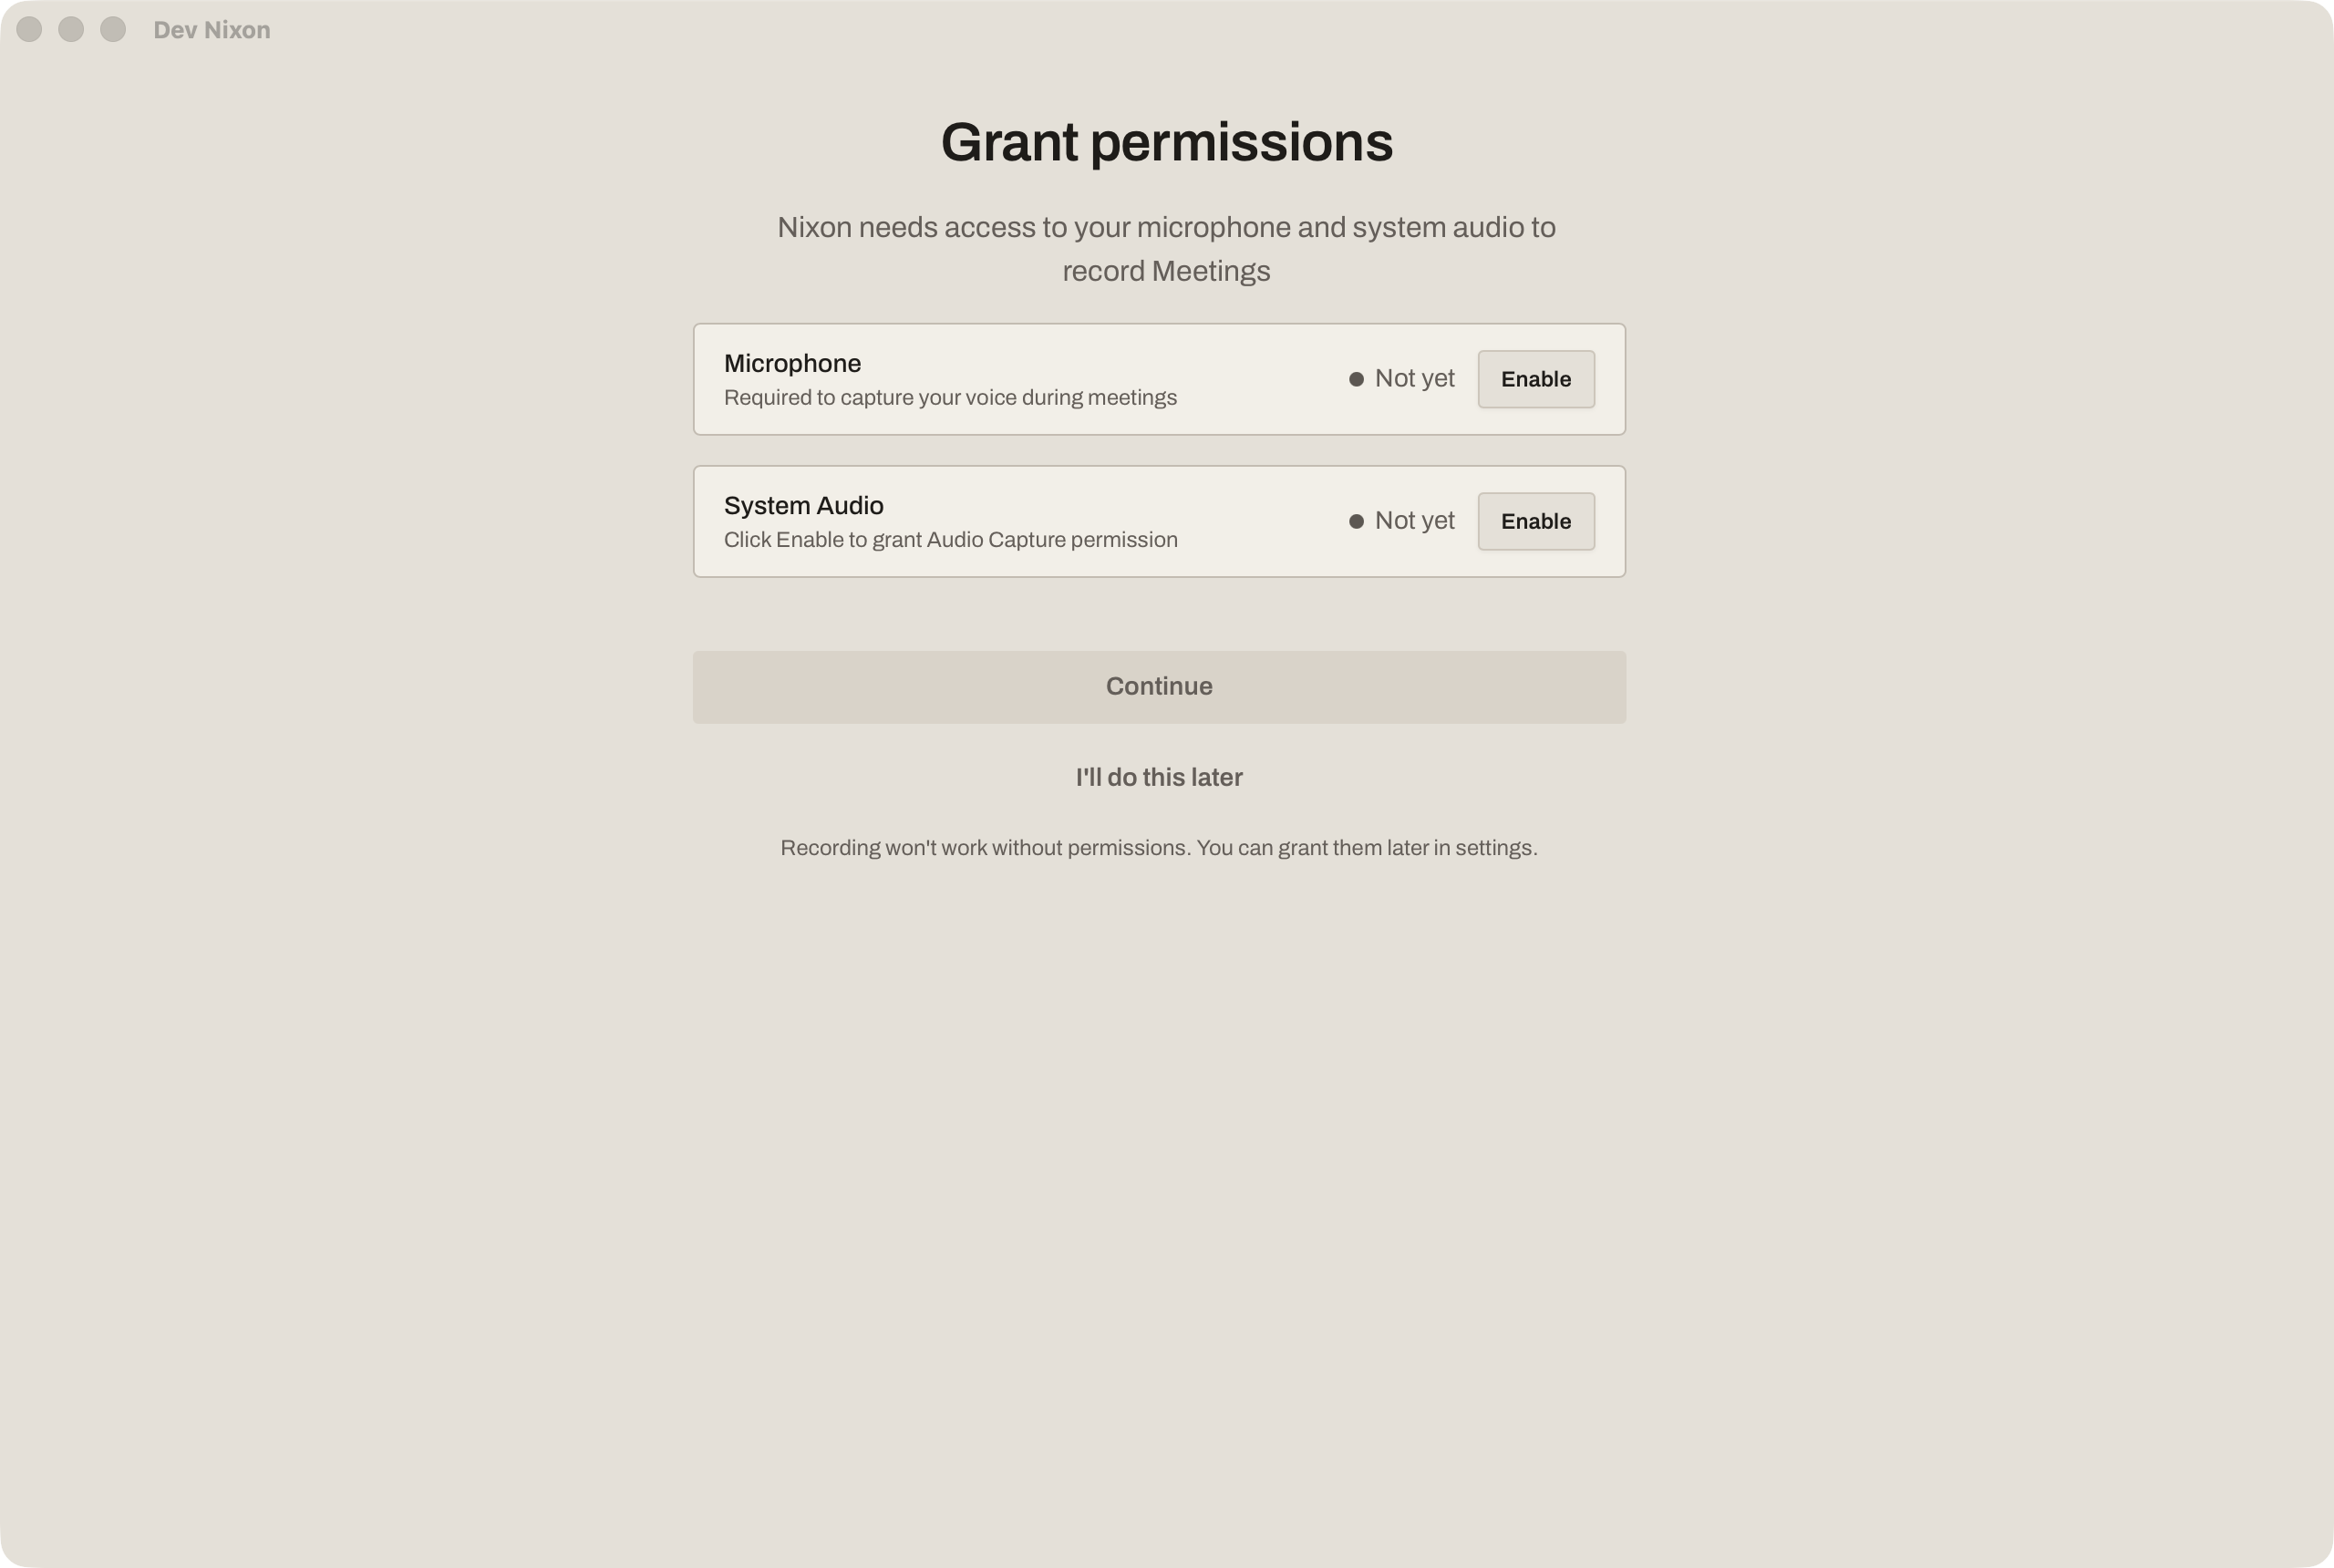 Dev Nixon
Grant permissions
Nixon needs access to your microphone and system audio to
record Meetings
Microphone
Required to capture your voice during meetings
Not yet
Enable
System Audio
Click Enable to grant Audio Capture permission
Not yet
Enable
Continue
I'll do this later
Recording won't work without permissions. You can grant them later in settings.